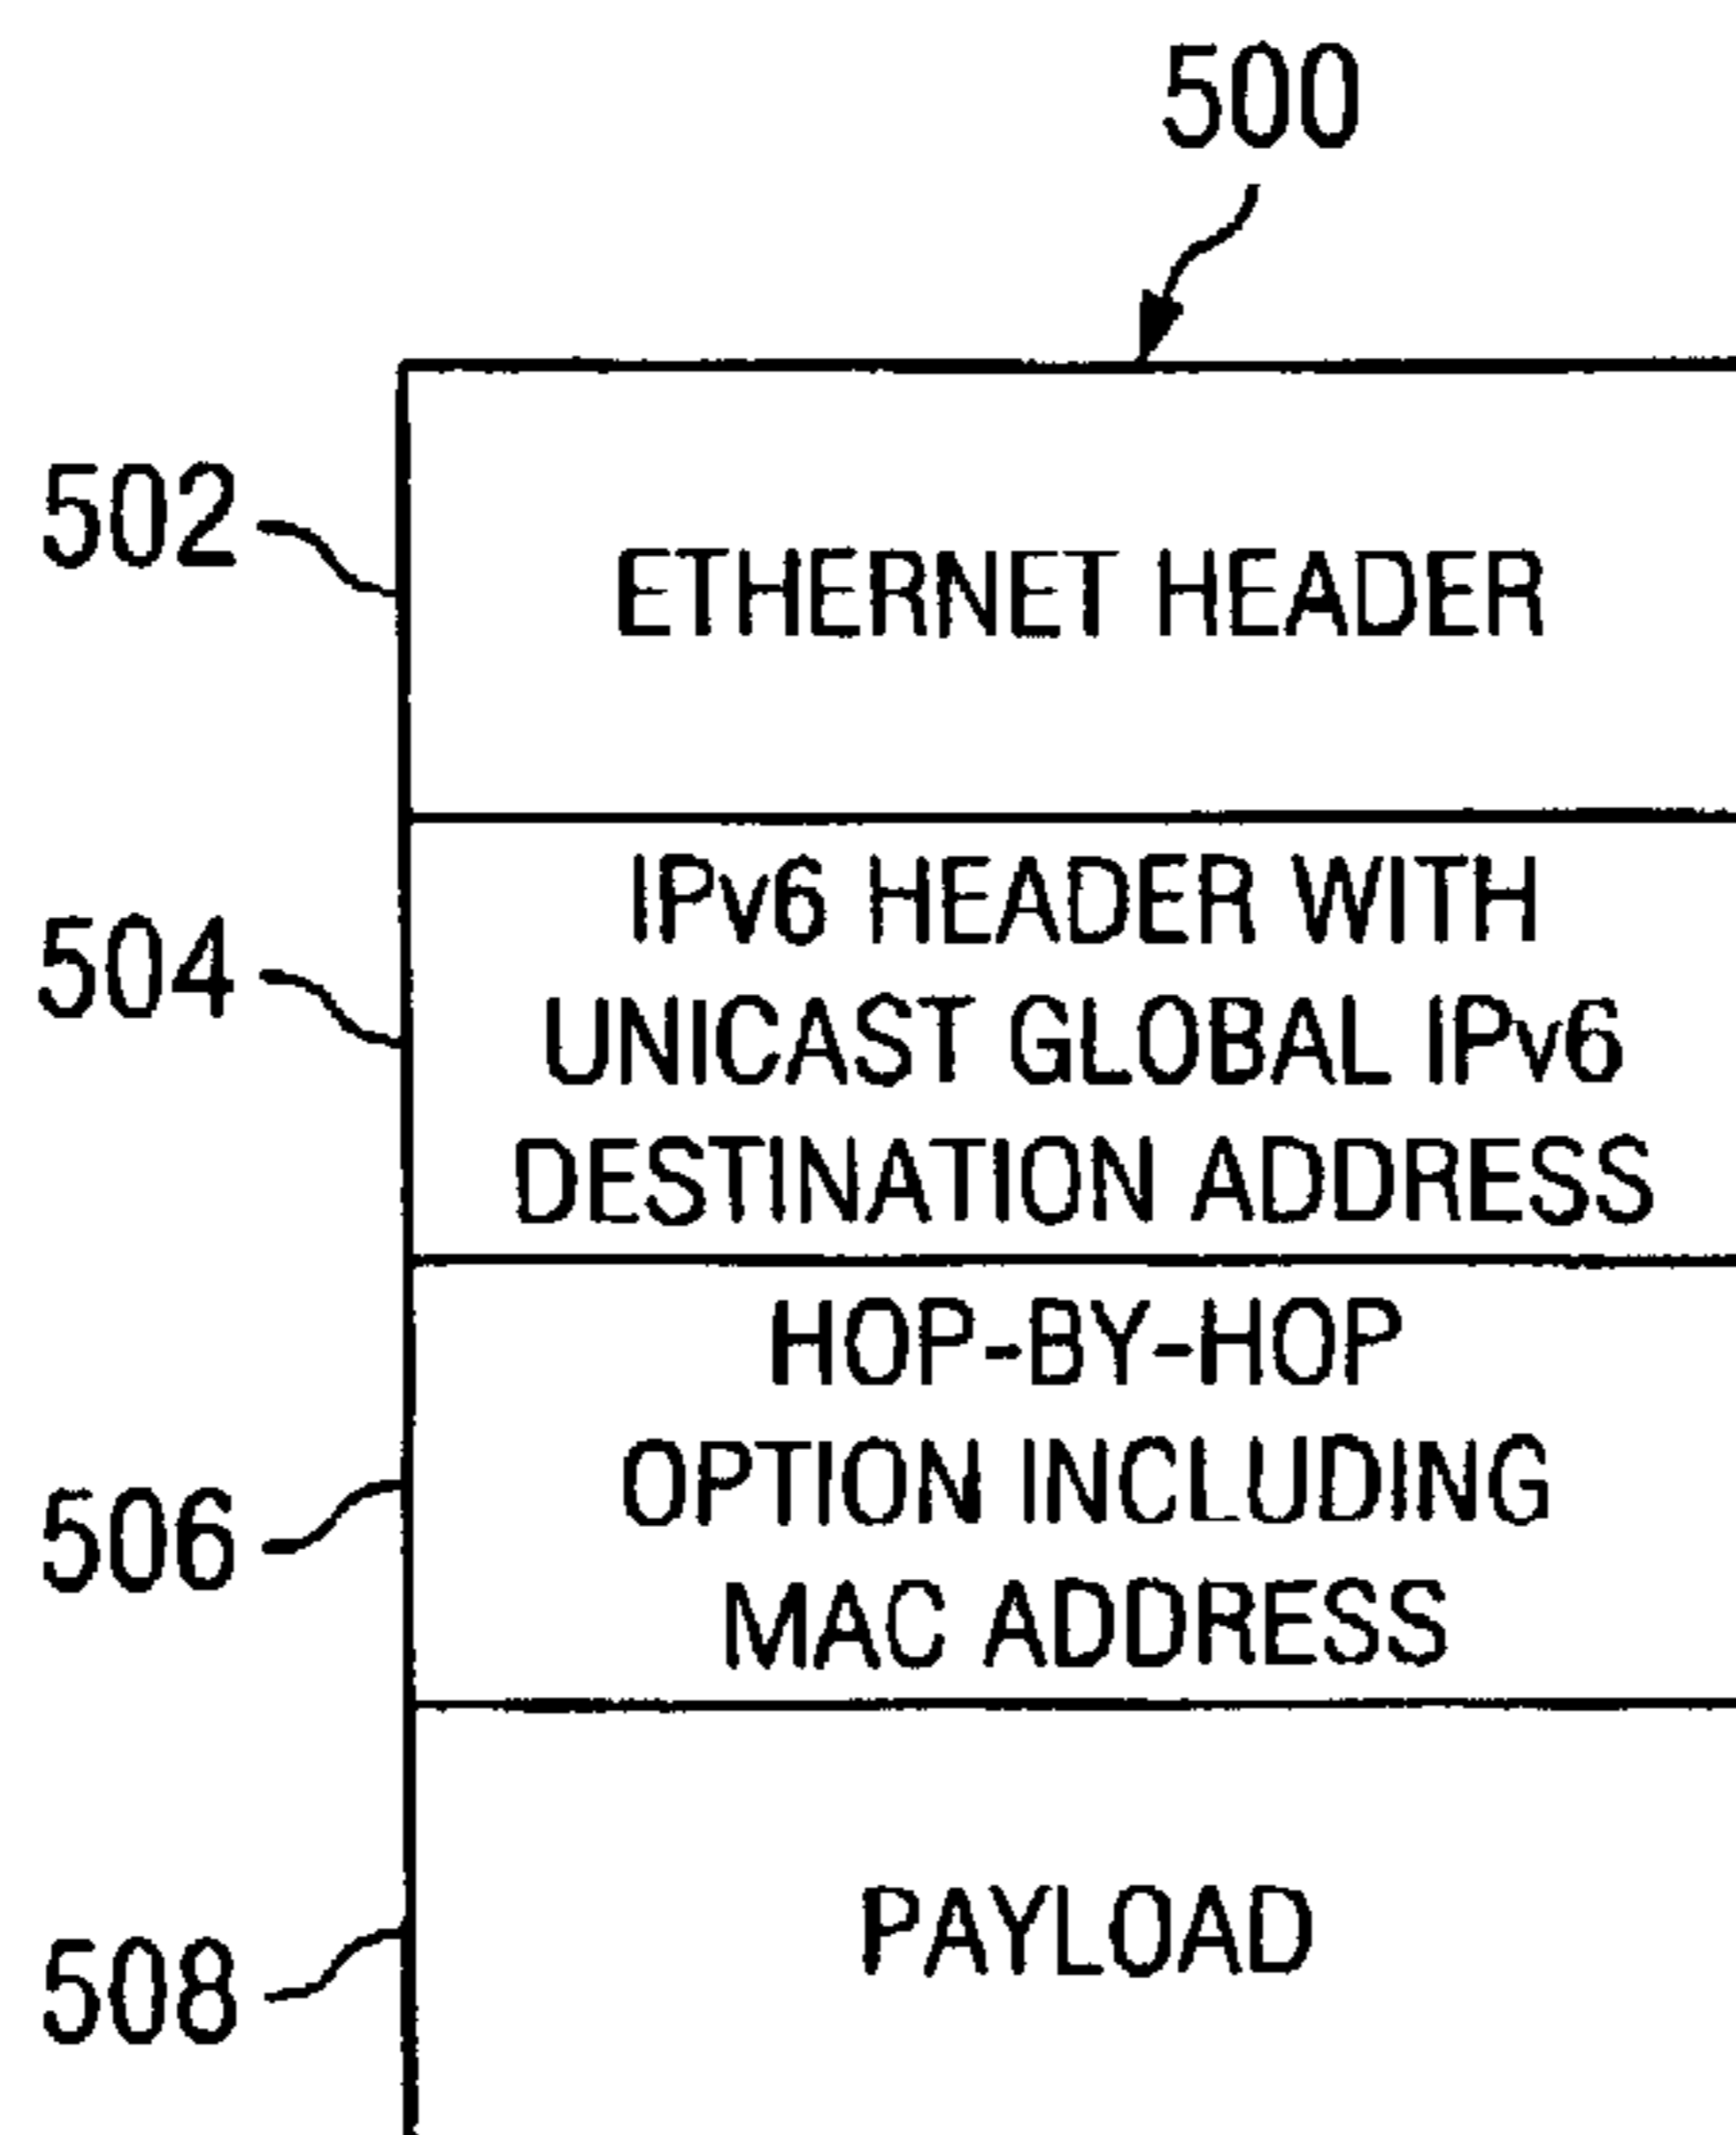 500
502
ETHERNET HEADER
504
IPv6 HEADER WITH
UNICAST GLOBAL IPv6
DESTINATION ADDRESS
506
HOP-BY-HOP
OPTION INCLUDING
MAC ADDRESS
508
PAYLOAD